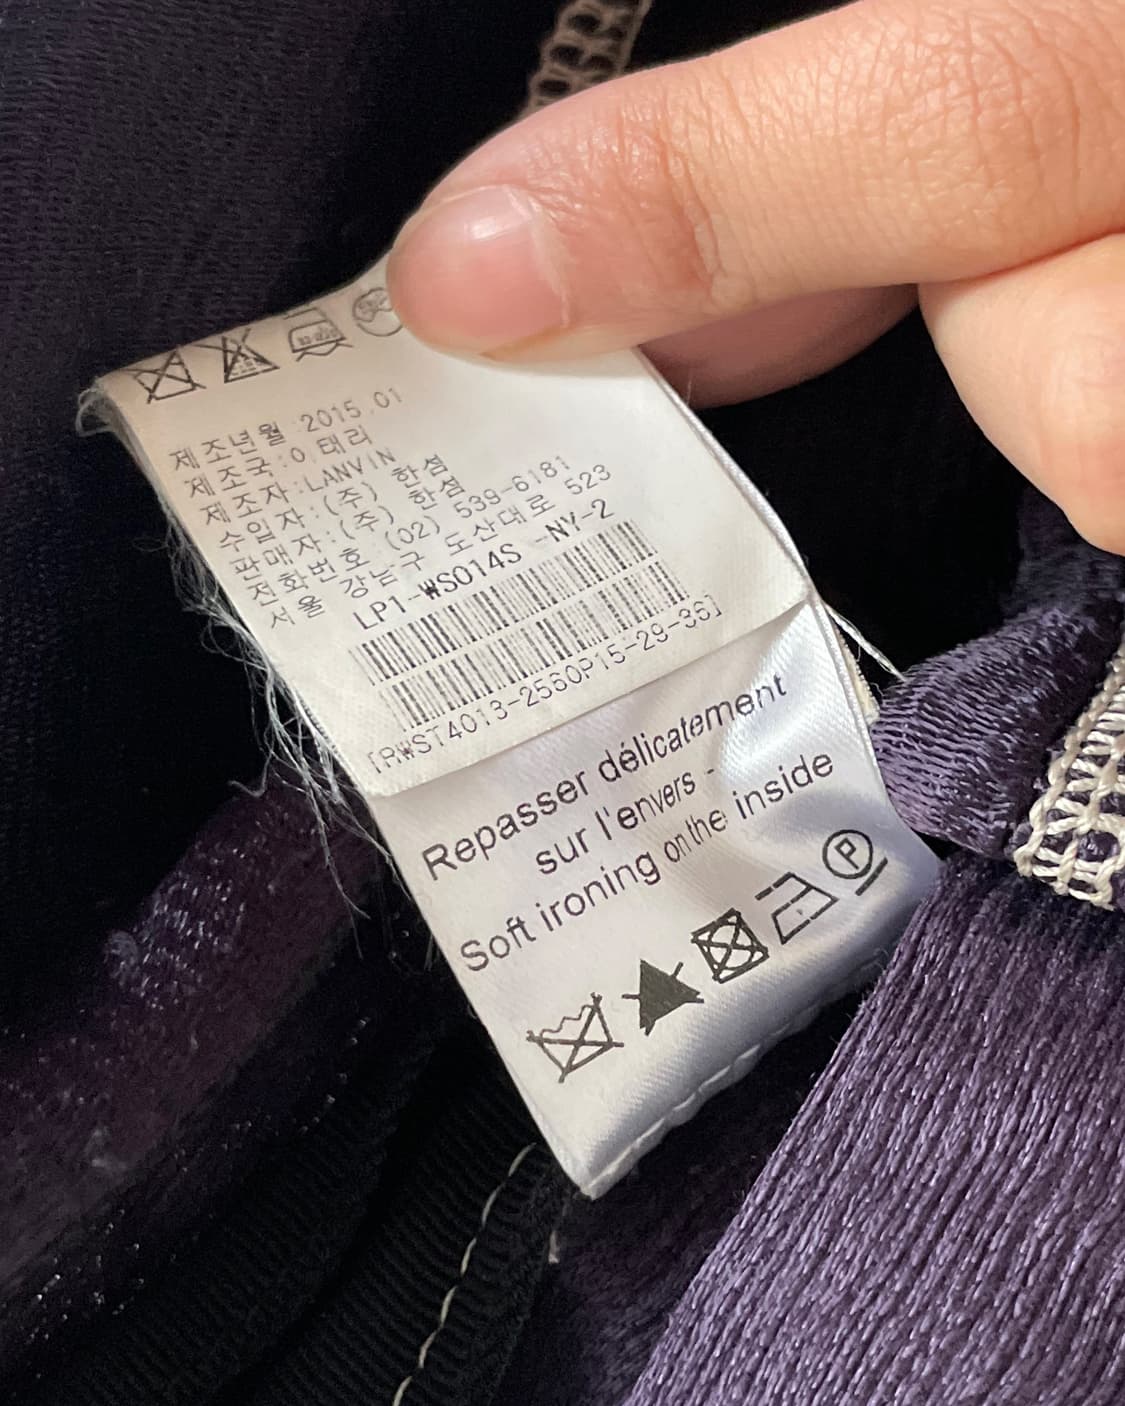 제조년월:2015.01
제조국:이태리
제조자:LANVIN
수입자:(주) 한섬
판매자:(주) 한섬
전화번호:(02) 539-6181
서울 강남구 도산대로 523
LP1-WS014S -NY-2
[RWST4013-2560P15-29-36]
Repasser délicatement
sur l'envers -
Soft ironing on the inside
P